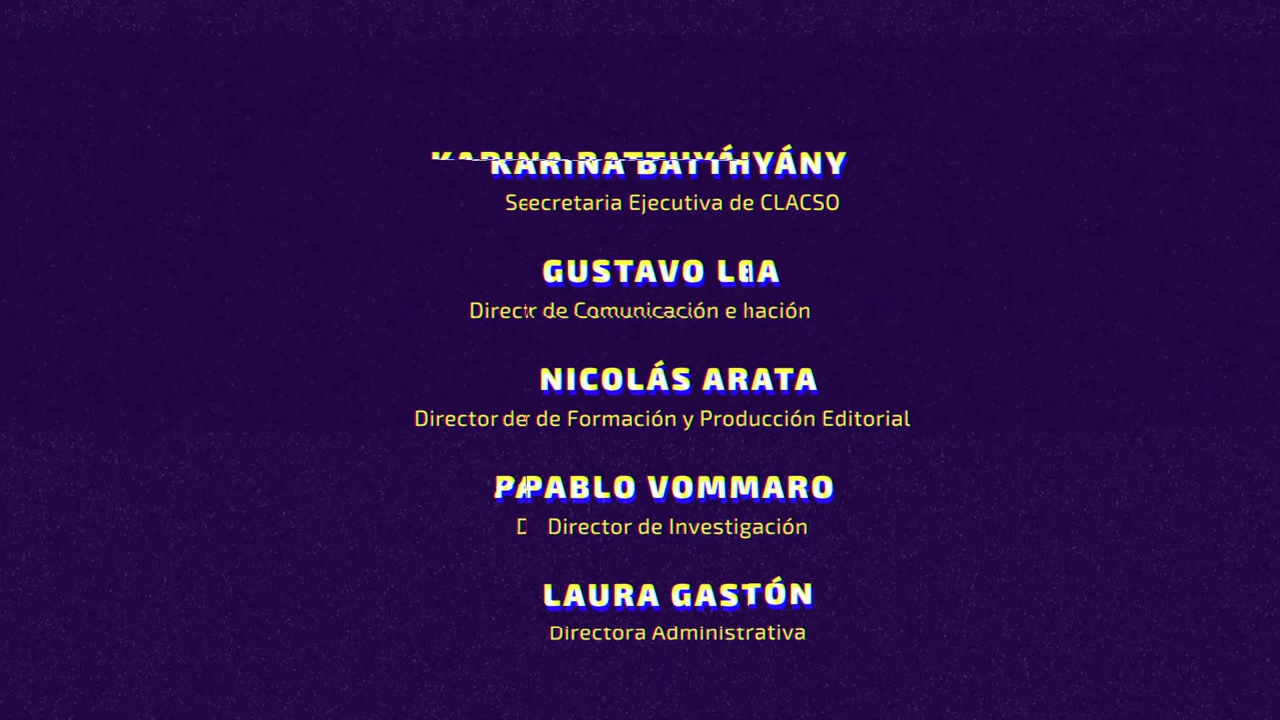 KARINA BATTHYÁNY
Secretaria Ejecutiva de CLACSO
GUSTAVO
de Comunicación e
NICOLÁS ARATA
Director de Formación y Producción Editorial
PABLO VOMMARO
Director de Investigación
LAURA GASTÓN
Directora Administrativa